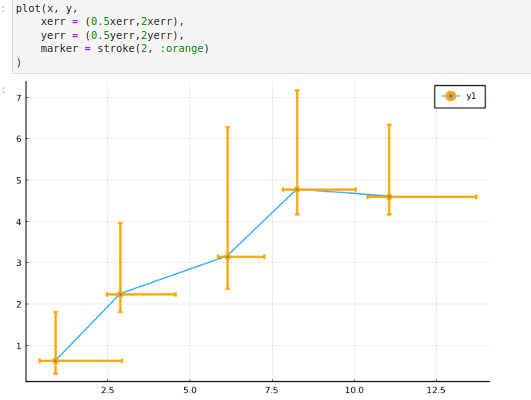 : plot(x, y,
xerr = (0.5xerr,2xerr),
yerr = (0.5yerr,2yerr),
marker = stroke(2, :orange)
)
:
y1
7
6
5
4
3
2
1
2.5 5.0 7.5 10.0 12.5